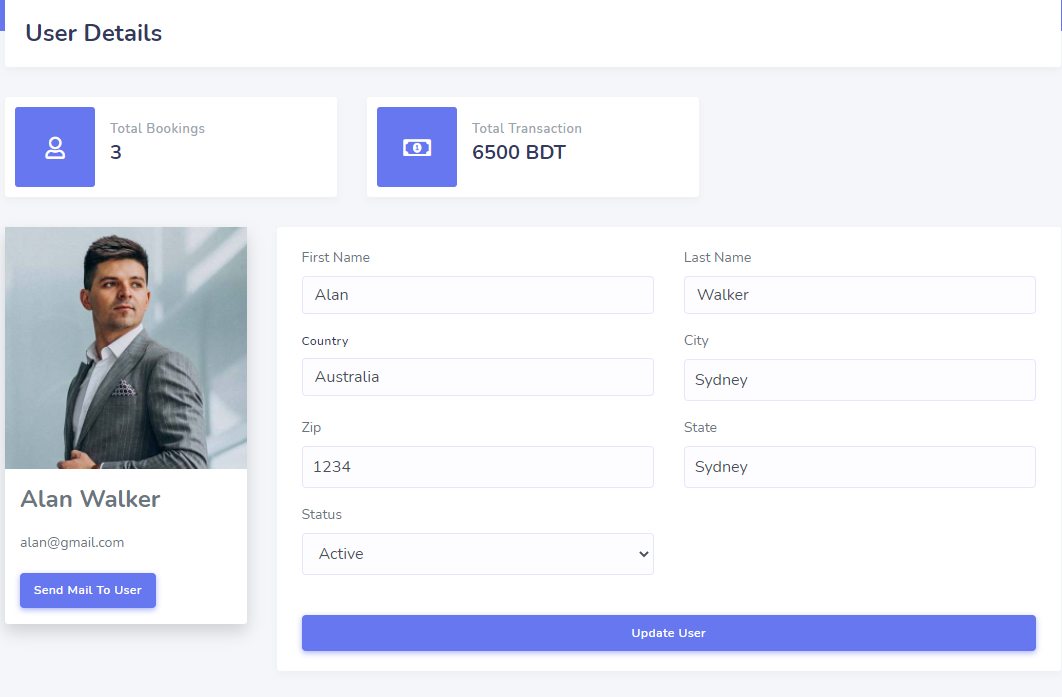 User Details
Total Bookings
3
Total Transaction
6500 BDT
Alan Walker
alan@gmail.com
Send Mail To User
First Name
Last Name
Alan
Walker
Country
City
Australia
Sydney
Zip
State
1234
Sydney
Status
Active
Update User